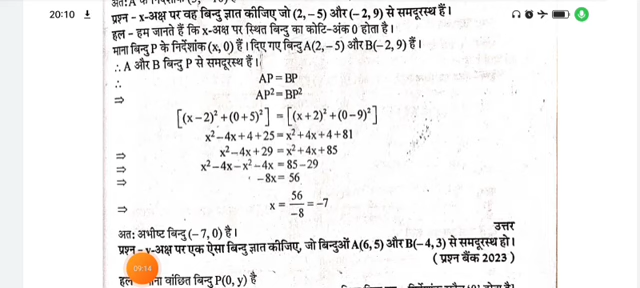 20:10
प्रश्न - x-अक्ष पर वह बिन्दु ज्ञात कीजिए जो (2, - 5) और (- 2, 9) से समदूरस्थ हैं।
हल - हम जानते हैं कि x-अक्ष पर स्थित बिन्दु का कोटि-अंक 0 होता है।
माना बिन्दु P के निर्देशांक (x, 0) हैं। दिए गए बिन्दु A(2, - 5) और B(- 2, 9) हैं।
∴ A और B बिन्दु P से समदूरस्थ हैं।
∴ AP = BP
⇒ AP² = BP²
[(x-2)² +(0+5)²] = [(x+2)² +(0-9)²]
x²-4x+4+25 = x²+4x+4+81
⇒ x²-4x+29 = x²+4x+85
⇒ x²-4x-x²-4x = 85-29
⇒ -8x = 56
⇒ x = 56/-8 = -7
अतः अभीष्ट बिन्दु (- 7, 0) है।
उत्तर
प्रश्न - y-अक्ष पर एक ऐसा बिन्दु ज्ञात कीजिए, जो बिन्दुओं A(6, 5) और B(- 4, 3) से समदूरस्थ हो।
( प्रश्न बैंक 2023 )
09:14
हल वांछित बिन्दु P(0, y) है